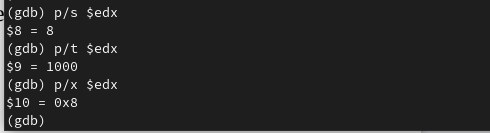 (gdb) p/s $edx
$8 = 8
(gdb) p/t $edx
$9 = 1000
(gdb) p/x $edx
$10 = 0x8
(gdb)